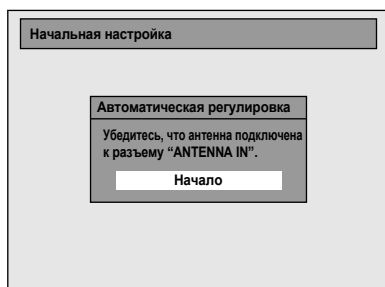 Начальная настройка
Автоматическая регулировка
Убедитесь, что антенна подключена
к разъему “ANTENNA IN”.
Начало